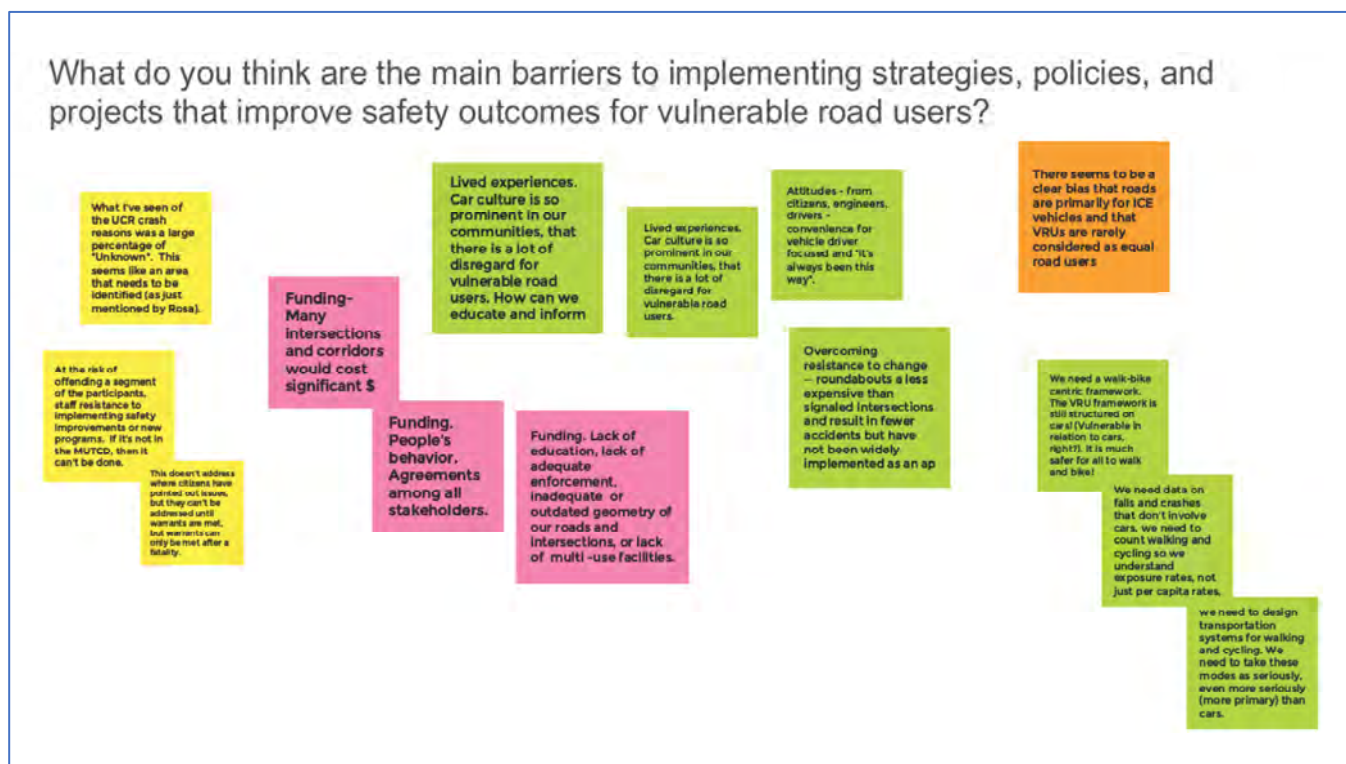 What do you think are the main barriers to implementing strategies, policies, and
projects that improve safety outcomes for vulnerable road users?
What I've seen of
the UCR crash
reasons was a large
percentage of
"Unknown". This
seems like an area
that needs to be
identified (as just
mentioned by Rosa).
At the risk of
offending a segment
of the participants,
staff resistance to
implementing safety
improvements or new
programs. If it's not in
the MUTCD, then it
can't be done.
This doesn't address
where citizens have
pointed out issues,
but they can't be
addressed until
warrants are met,
but warrants can
only be met after a
fatality.
Funding-
Many
intersections
and corridors
would cost
significant $
Funding.
People's
behavior.
Agreements
among all
stakeholders.
Funding. Lack of
education, lack of
adequate
enforcement,
inadequate or
outdated geometry of
our roads and
intersections, or lack
of multi -use facilities.
Lived experiences.
Car culture is so
prominent in our
communities, that
there is a lot of
disregard for
vulnerable road
users. How can we
educate and inform
Lived experiences.
Car culture is so
prominent in our
communities, that
there is a lot of
disregard for
vulnerable road
users.
Attitudes - from
citizens, engineers,
drivers -
convenience for
vehicle driver
focused and "it's
always been this
way".
Overcoming
resistance to change
-- roundabouts a less
expensive than
signaled intersections
and result in fewer
accidents but have
not been widely
implemented as an ap
There seems to be a
clear bias that roads
are primarily for ICE
vehicles and that
VRUs are rarely
considered as equal
road users
We need a walk-bike
centric framework.
The VRU framework is
still structured on
cars! (Vulnerable in
relation to cars,
right?). It is much
safer for all to walk
and bike!
We need data on
falls and crashes
that don't involve
cars, we need to
count walking and
cycling so we
understand
exposure rates, not
just per capita rates,
we need to design
transportation
systems for walking
and cycling. We
need to take these
modes as seriously,
even more seriously
(more primary) than
cars.